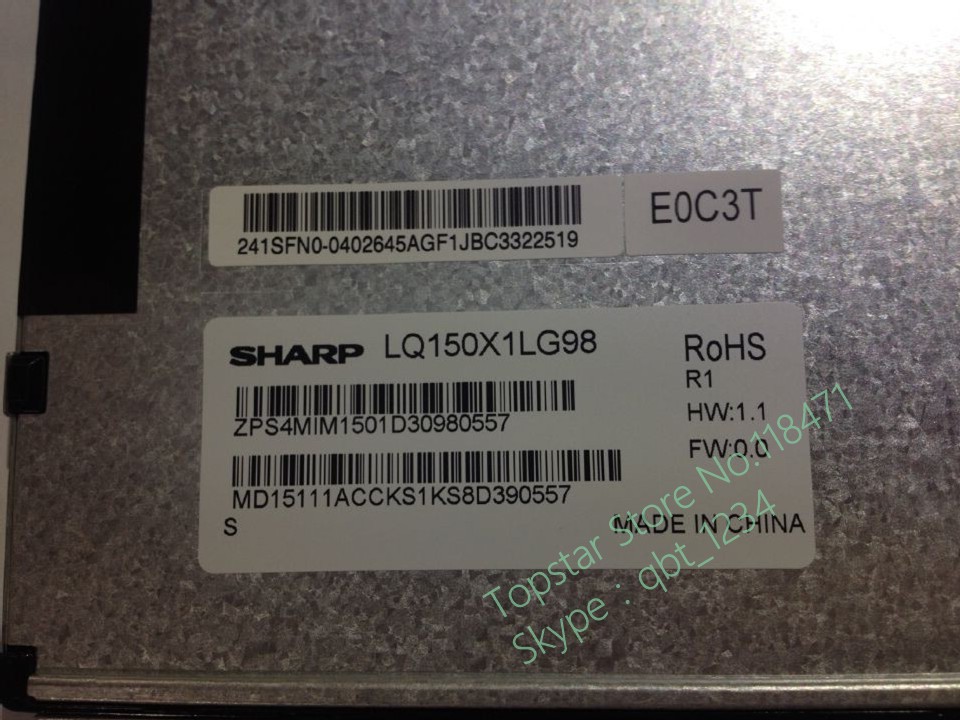 241SFN0-0402645AGF1JBC3322519
E0C3T
SHARP LQ150X1LG98
RoHS
R1
ZPS4MIM1501D30980557
HW:1.1
FW:0.0
MD15111ACCKS1KS8D390557
S
MADE IN CHINA
Topstar Store No.118471
Skype : qbt_1234